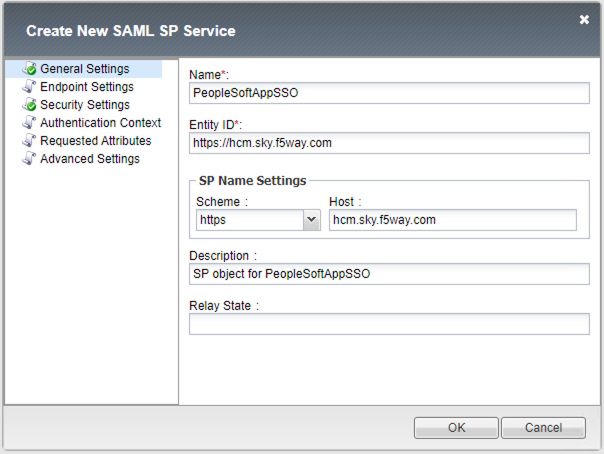 Create New SAML SP Service
General Settings
Endpoint Settings
Security Settings
Authentication Context
Requested Attributes
Advanced Settings
Name*:
PeopleSoftAppSSO
Entity ID*:
https://hcm.sky.f5way.com
SP Name Settings
Scheme : Host :
https hcm.sky.f5way.com
Description :
SP object for PeopleSoftAppSSO
Relay State :
OK Cancel